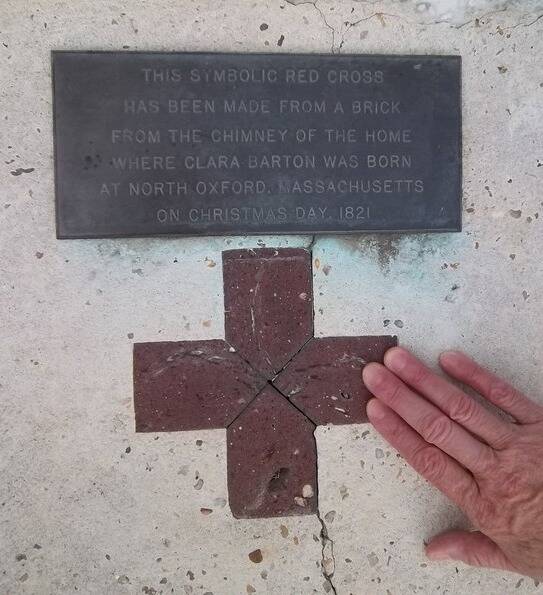 THIS SYMBOLIC RED CROSS
HAS BEEN MADE FROM A BRICK
FROM THE CHIMNEY OF THE HOME
WHERE CLARA BARTON WAS BORN
AT NORTH OXFORD, MASSACHUSETTS
ON CHRISTMAS DAY, 1821